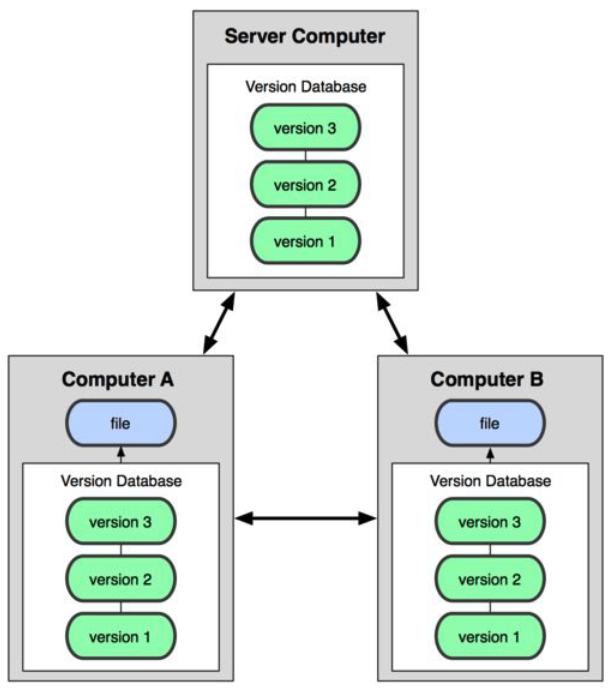 Server Computer
Version Database
version 3
version 2
version 1
Computer A
file
Version Database
version 3
version 2
version 1
Computer B
file
Version Database
version 3
version 2
version 1